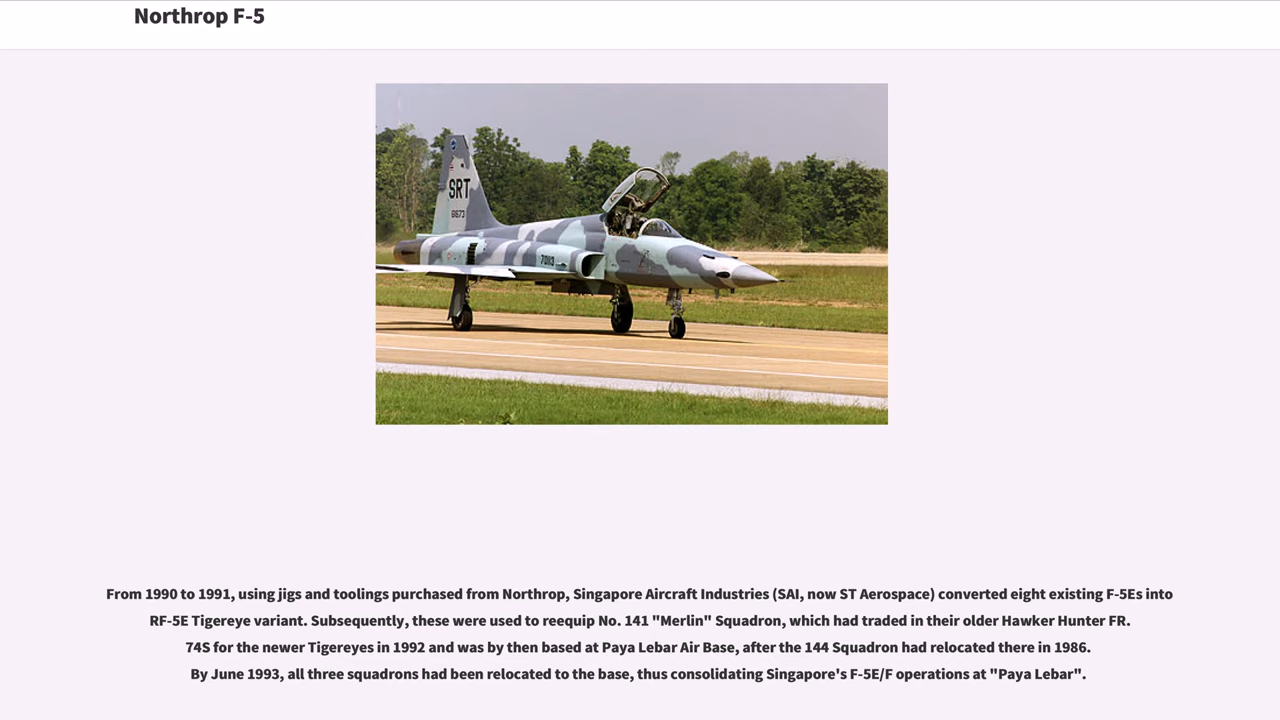 Northrop F-5
SRT
From 1990 to 1991, using jigs and toolings purchased from Northrop, Singapore Aircraft Industries (SAI, now ST Aerospace) converted eight existing F-5Es into
RF-5E Tigereye variant. Subsequently, these were used to reequip No. 141 "Merlin" Squadron, which had traded in their older Hawker Hunter FR.
74S for the newer Tigereyes in 1992 and was by then based at Paya Lebar Air Base, after the 144 Squadron had relocated there in 1986.
By June 1993, all three squadrons had been relocated to the base, thus consolidating Singapore's F-5E/F operations at "Paya Lebar".